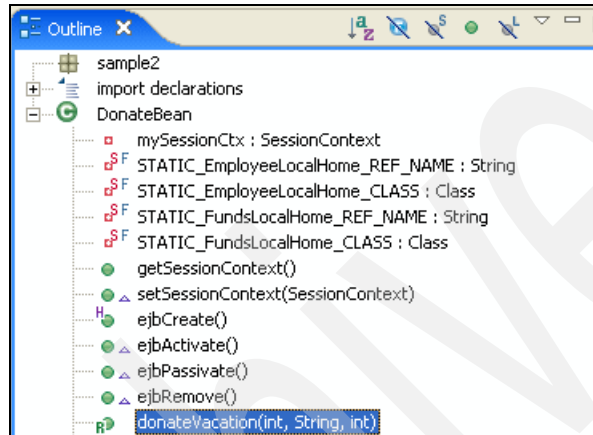 Outline
sample2
import declarations
DonateBean
mySessionCtx : SessionContext
S F STATIC_EmployeeLocalHome_REF_NAME : String
S F STATIC_EmployeeLocalHome_CLASS : Class
S F STATIC_FundsLocalHome_REF_NAME : String
S F STATIC_FundsLocalHome_CLASS : Class
getSessionContext()
setSessionContext(SessionContext)
H ejbCreate()
ejbActivate()
ejbPassivate()
ejbRemove()
R donateVacation(int, String, int)